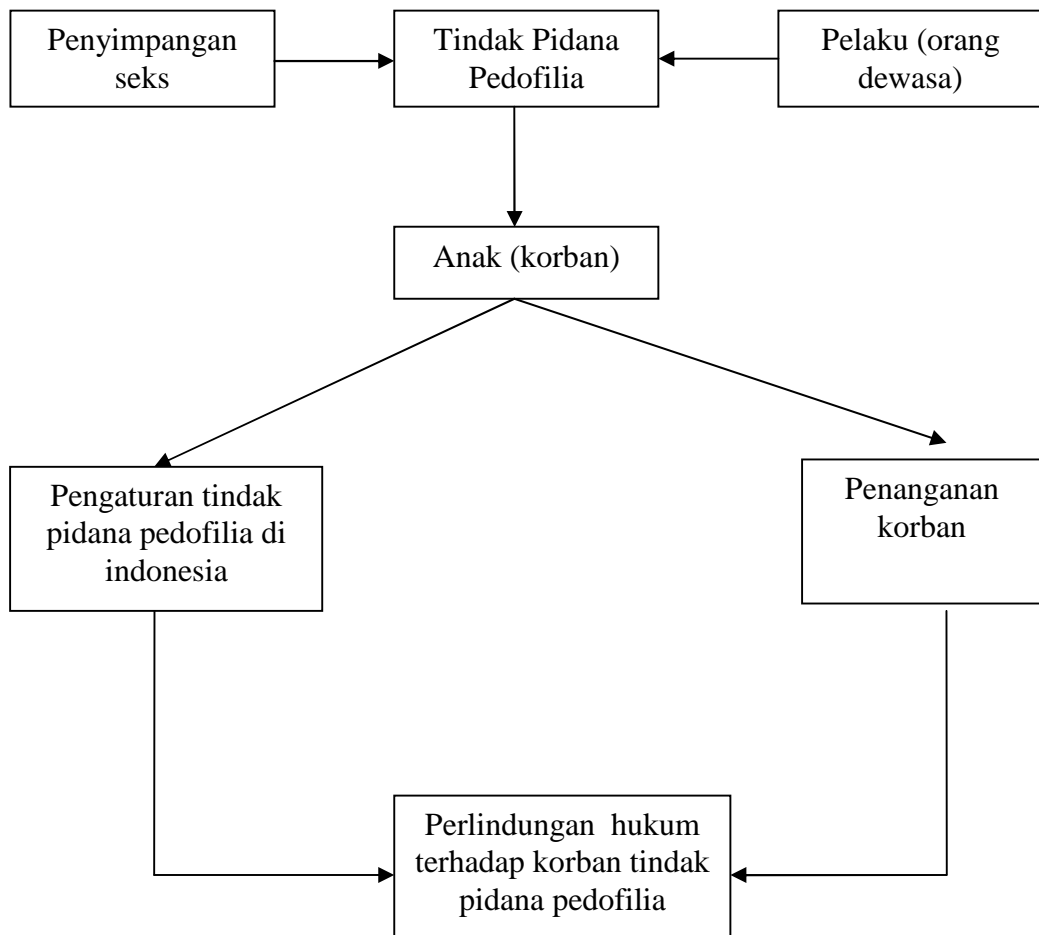 Penyimpangan
seks
Tindak Pidana
Pedofilia
Pelaku (orang
dewasa)
Anak (korban)
Pengaturan tindak
pidana pedofilia di
indonesia
Penanganan
korban
Perlindungan hukum
terhadap korban tindak
pidana pedofilia